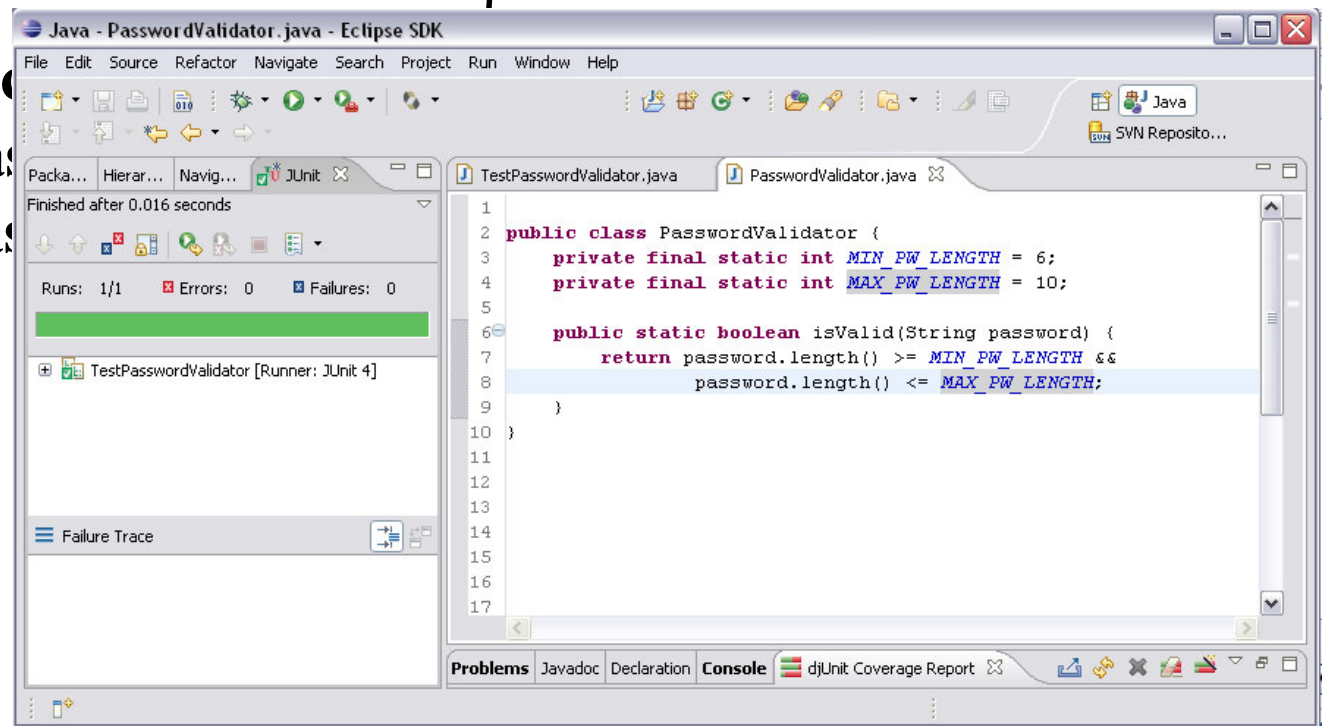 Java - PasswordValidator.java - Eclipse SDK
File Edit Source Refactor Navigate Search Project Run Window Help
Java
SVN Reposito...
Packa... Hierar... Navig... JUnit
TestPasswordValidator.java PasswordValidator.java
Finished after 0.016 seconds
Runs: 1/1 Errors: 0 Failures: 0
TestPasswordValidator [Runner: JUnit 4]
Failure Trace
1
2 public class PasswordValidator {
3 private final static int MIN_PW_LENGTH = 6;
4 private final static int MAX_PW_LENGTH = 10;
5
6 public static boolean isValid(String password) {
7 return password.length() >= MIN_PW_LENGTH &&
8 password.length() <= MAX_PW_LENGTH;
9 }
10 }
11
12
13
14
15
16
17
Problems Javadoc Declaration Console djUnit Coverage Report